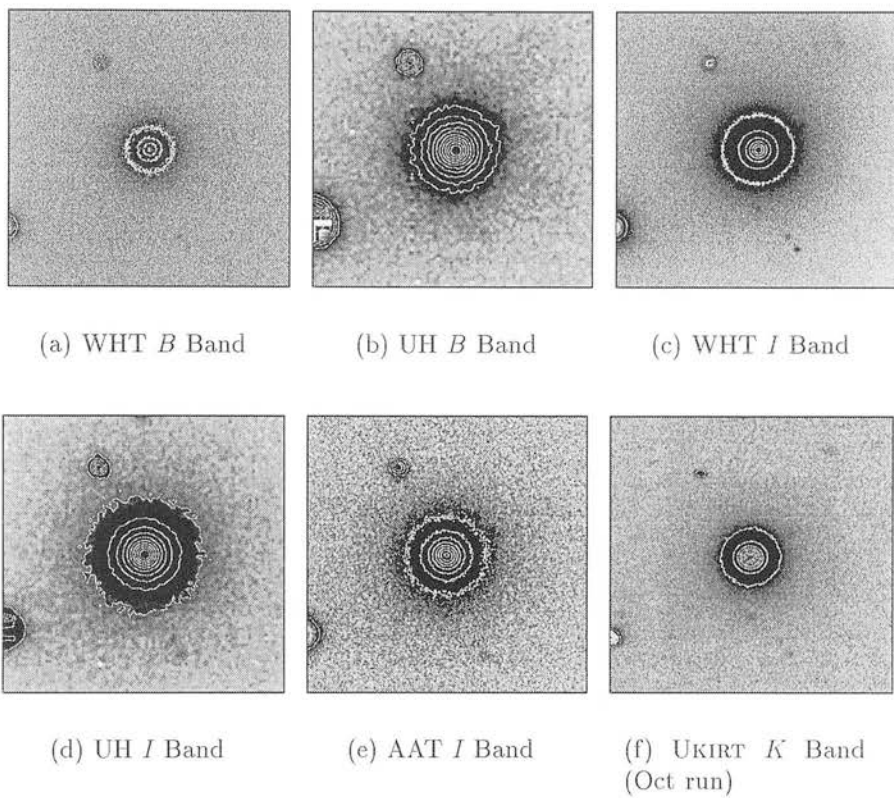 (a) WHT B Band
(b) UH B Band
(c) WHT I Band
(d) UH I Band
(e) AAT I Band
(f) UKIRT K Band
(Oct run)